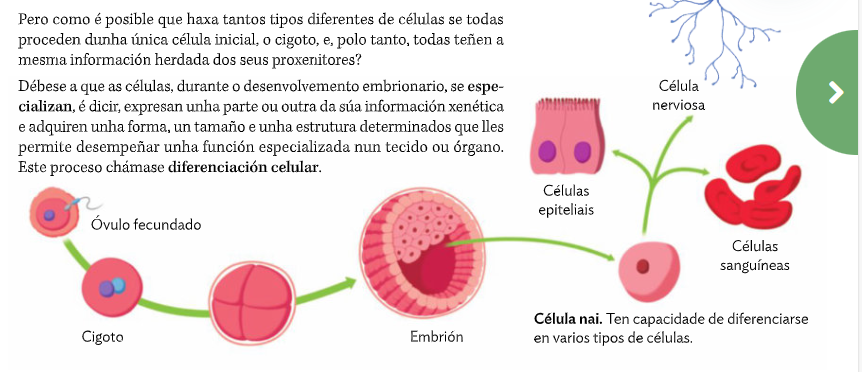 Pero como é posible que haxa tantos tipos diferentes de células se todas
proceden dunha única célula inicial, o cigoto, e, polo tanto, todas teñen a
mesma información herdada dos seus proxenitores?
Débese a que as células, durante o desenvolvemento embrionario, se espe-
cializan, é dicir, expresan unha parte ou outra da súa información xenética
e adquiren unha forma, un tamaño e unha estrutura determinados que lles
permite desempeñar unha función especializada nun tecido ou órgano.
Este proceso chámase diferenciación celular.
Célula
nerviosa
Células
epiteliais
Células
sanguíneas
Óvulo fecundado
Cigoto
Embrión
Célula nai. Ten capacidade de diferenciarse
en varios tipos de células.